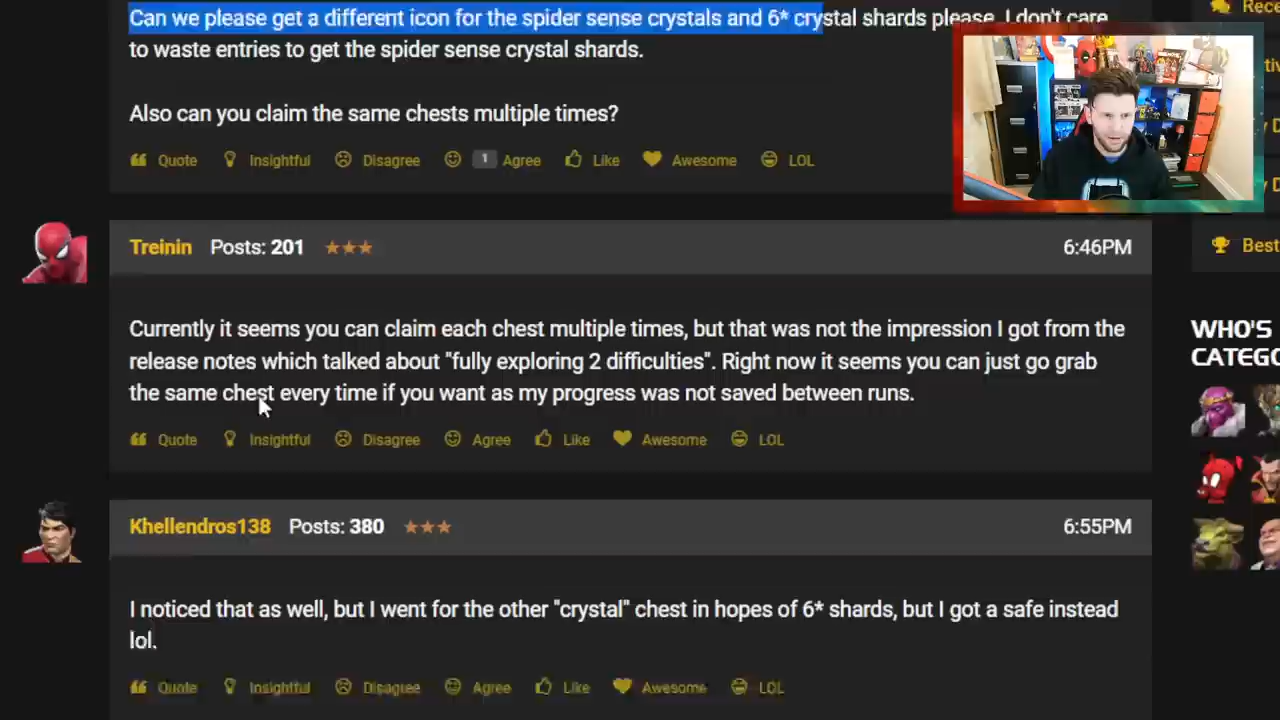 Can we please get a different icon for the spider sense crystals and 6* crystal shards please. I don't care
to waste entries to get the spider sense crystal shards.
Also can you claim the same chests multiple times?
Quote Insightful Disagree 1 Agree Like Awesome LOL
Treinin Posts: 201 6:46PM
Currently it seems you can claim each chest multiple times, but that was not the impression I got from the
release notes which talked about "fully exploring 2 difficulties". Right now it seems you can just go grab
the same chest every time if you want as my progress was not saved between runs.
Quote Insightful Disagree Agree Like Awesome LOL
Khellendros138 Posts: 380 6:55PM
I noticed that as well, but I went for the other "crystal" chest in hopes of 6* shards, but I got a safe instead
lol.
Quote Insightful Disagree Agree Like Awesome LOL
Rece
Best
WHO'S
CATEGO